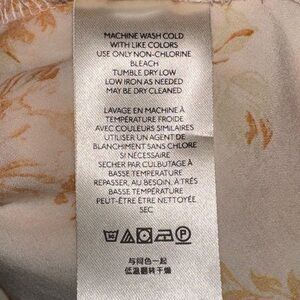 MACHINE WASH COLD
WITH LIKE COLORS
USE ONLY NON-CHLORINE
BLEACH
TUMBLE DRY LOW
LOW IRON AS NEEDED
MAY BE DRY CLEANED
LAVAGE EN MACHINE À
TEMPÉRATURE FROIDE
AVEC COULEURS SIMILAIRES
UTILISER UN AGENT DE
BLANCHIMENT SANS CHLORE
SI NÉCESSAIRE
SECHER PAR CULBUTAGE À
BASSE TEMPERATURE
REPASSER, AU BESOIN, À TRÈS
BASSE TEMPÉRATURE
PEUT-ÊTRE ÊTRE NETTOYÉE
SEC
P
与同色一起
低温翻转干燥